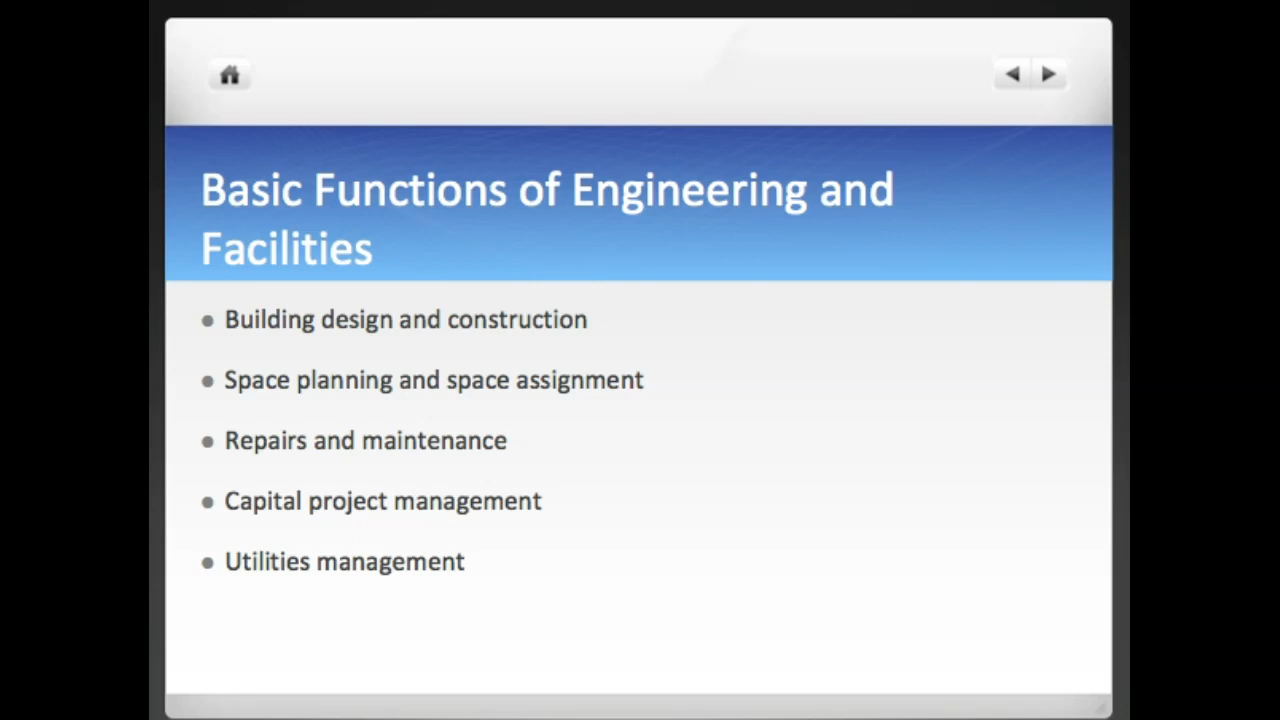 Basic Functions of Engineering and
Facilities
Building design and construction
Space planning and space assignment
Repairs and maintenance
Capital project management
Utilities management